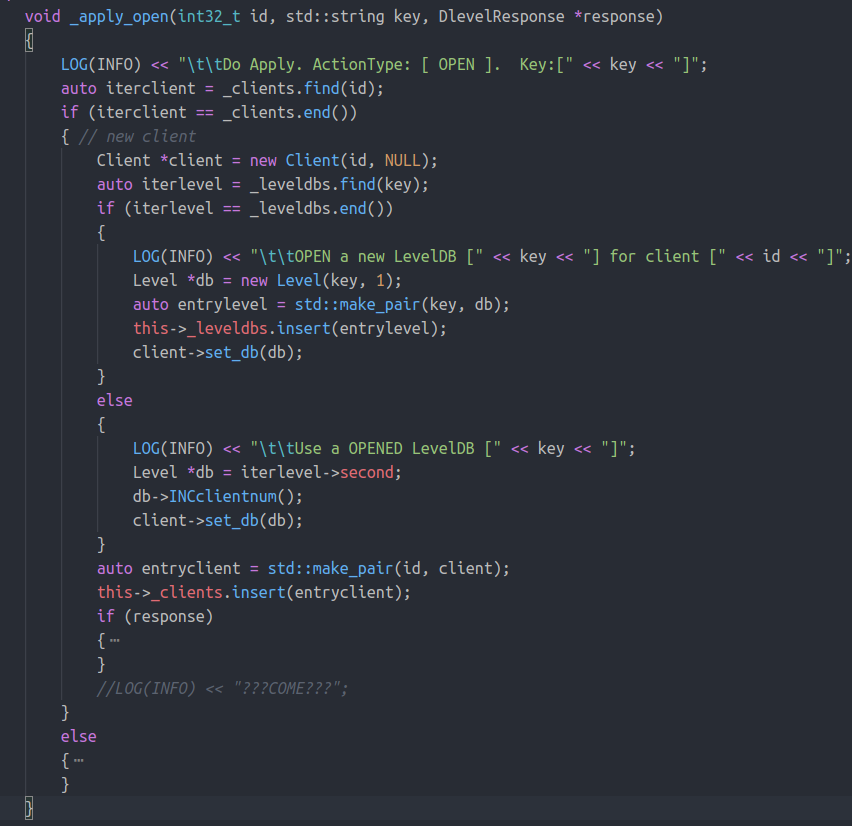 void _apply_open(int32_t id, std::string key, DlevelResponse *response)
{
    LOG(INFO) << "\t\tDo Apply. ActionType: [ OPEN ].  Key:[" << key << "]";
    auto iterclient = _clients.find(id);
    if (iterclient == _clients.end())
    { // new client
        Client *client = new Client(id, NULL);
        auto iterlevel = _leveldbs.find(key);
        if (iterlevel == _leveldbs.end())
        {
            LOG(INFO) << "\t\tOPEN a new LevelDB [" << key << "] for client [" << id << "]";
            Level *db = new Level(key, 1);
            auto entrylevel = std::make_pair(key, db);
            this->_leveldbs.insert(entrylevel);
            client->set_db(db);
        }
        else
        {
            LOG(INFO) << "\t\tUse a OPENED LevelDB [" << key << "]";
            Level *db = iterlevel->second;
            db->INCclientnum();
            client->set_db(db);
        }
        auto entryclient = std::make_pair(id, client);
        this->_clients.insert(entryclient);
        if (response)
        { ⋯
        }
        //LOG(INFO) << "???COME???";
    }
    else
    { ⋯
    }
}